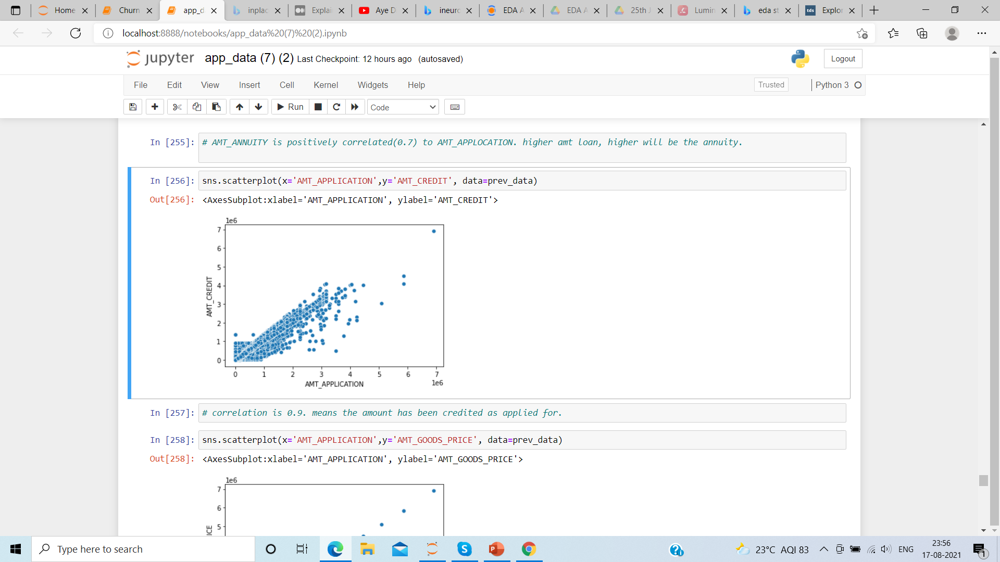 Home
Churn
app_d
inplac
Explai
Aye D
ineuro
EDA A
EDA A
25th J
Lumin
eda st
tds Explor
localhost:8888/notebooks/app_data%20(7)%20(2).ipynb
jupyter app_data (7) (2) Last Checkpoint: 12 hours ago (autosaved)
Logout
File Edit View Insert Cell Kernel Widgets Help
Trusted
Python 3
Run
Code
In [255]: # AMT_ANNUITY is positively correlated(0.7) to AMT_APPLOCATION. higher amt loan, higher will be the annuity.
In [256]: sns.scatterplot(x='AMT_APPLICATION',y='AMT_CREDIT', data=prev_data)
Out[256]: <AxesSubplot:xlabel='AMT_APPLICATION', ylabel='AMT_CREDIT'>
1e6
7
6
5
4
3
2
1
0
AMT_CREDIT
0 1 2 3 4 5 6 7
AMT_APPLICATION
1e6
In [257]: # correlation is 0.9. means the amount has been credited as applied for.
In [258]: sns.scatterplot(x='AMT_APPLICATION',y='AMT_GOODS_PRICE', data=prev_data)
Out[258]: <AxesSubplot:xlabel='AMT_APPLICATION', ylabel='AMT_GOODS_PRICE'>
1e6
7
6
5
ICE
Type here to search
23°C AQI 83
ENG
23:56
17-08-2021
1